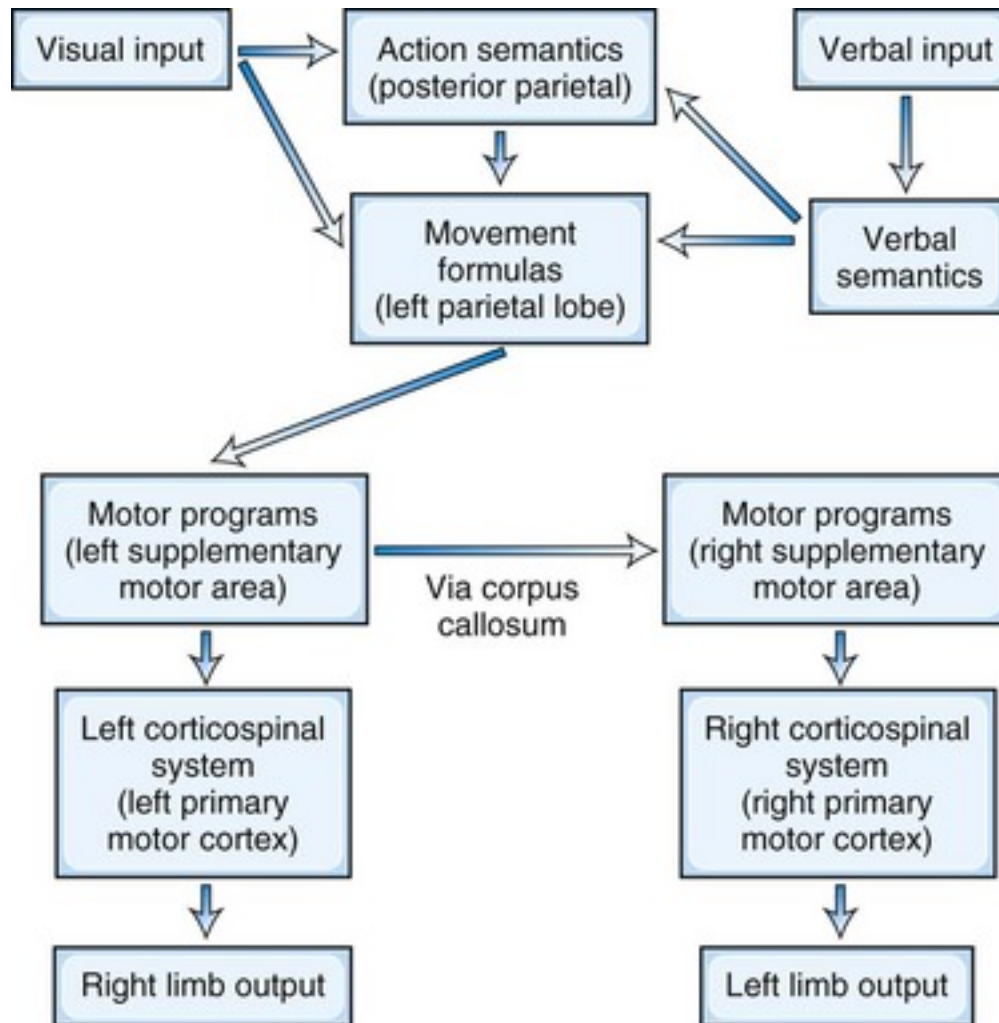 Visual input
Action semantics
(posterior parietal)
Verbal input
Movement
formulas
(left parietal lobe)
Verbal
semantics
Motor programs
(left supplementary
motor area)
Via corpus
callosum
Motor programs
(right supplementary
motor area)
Left corticospinal
system
(left primary
motor cortex)
Right corticospinal
system
(right primary
motor cortex)
Right limb output
Left limb output